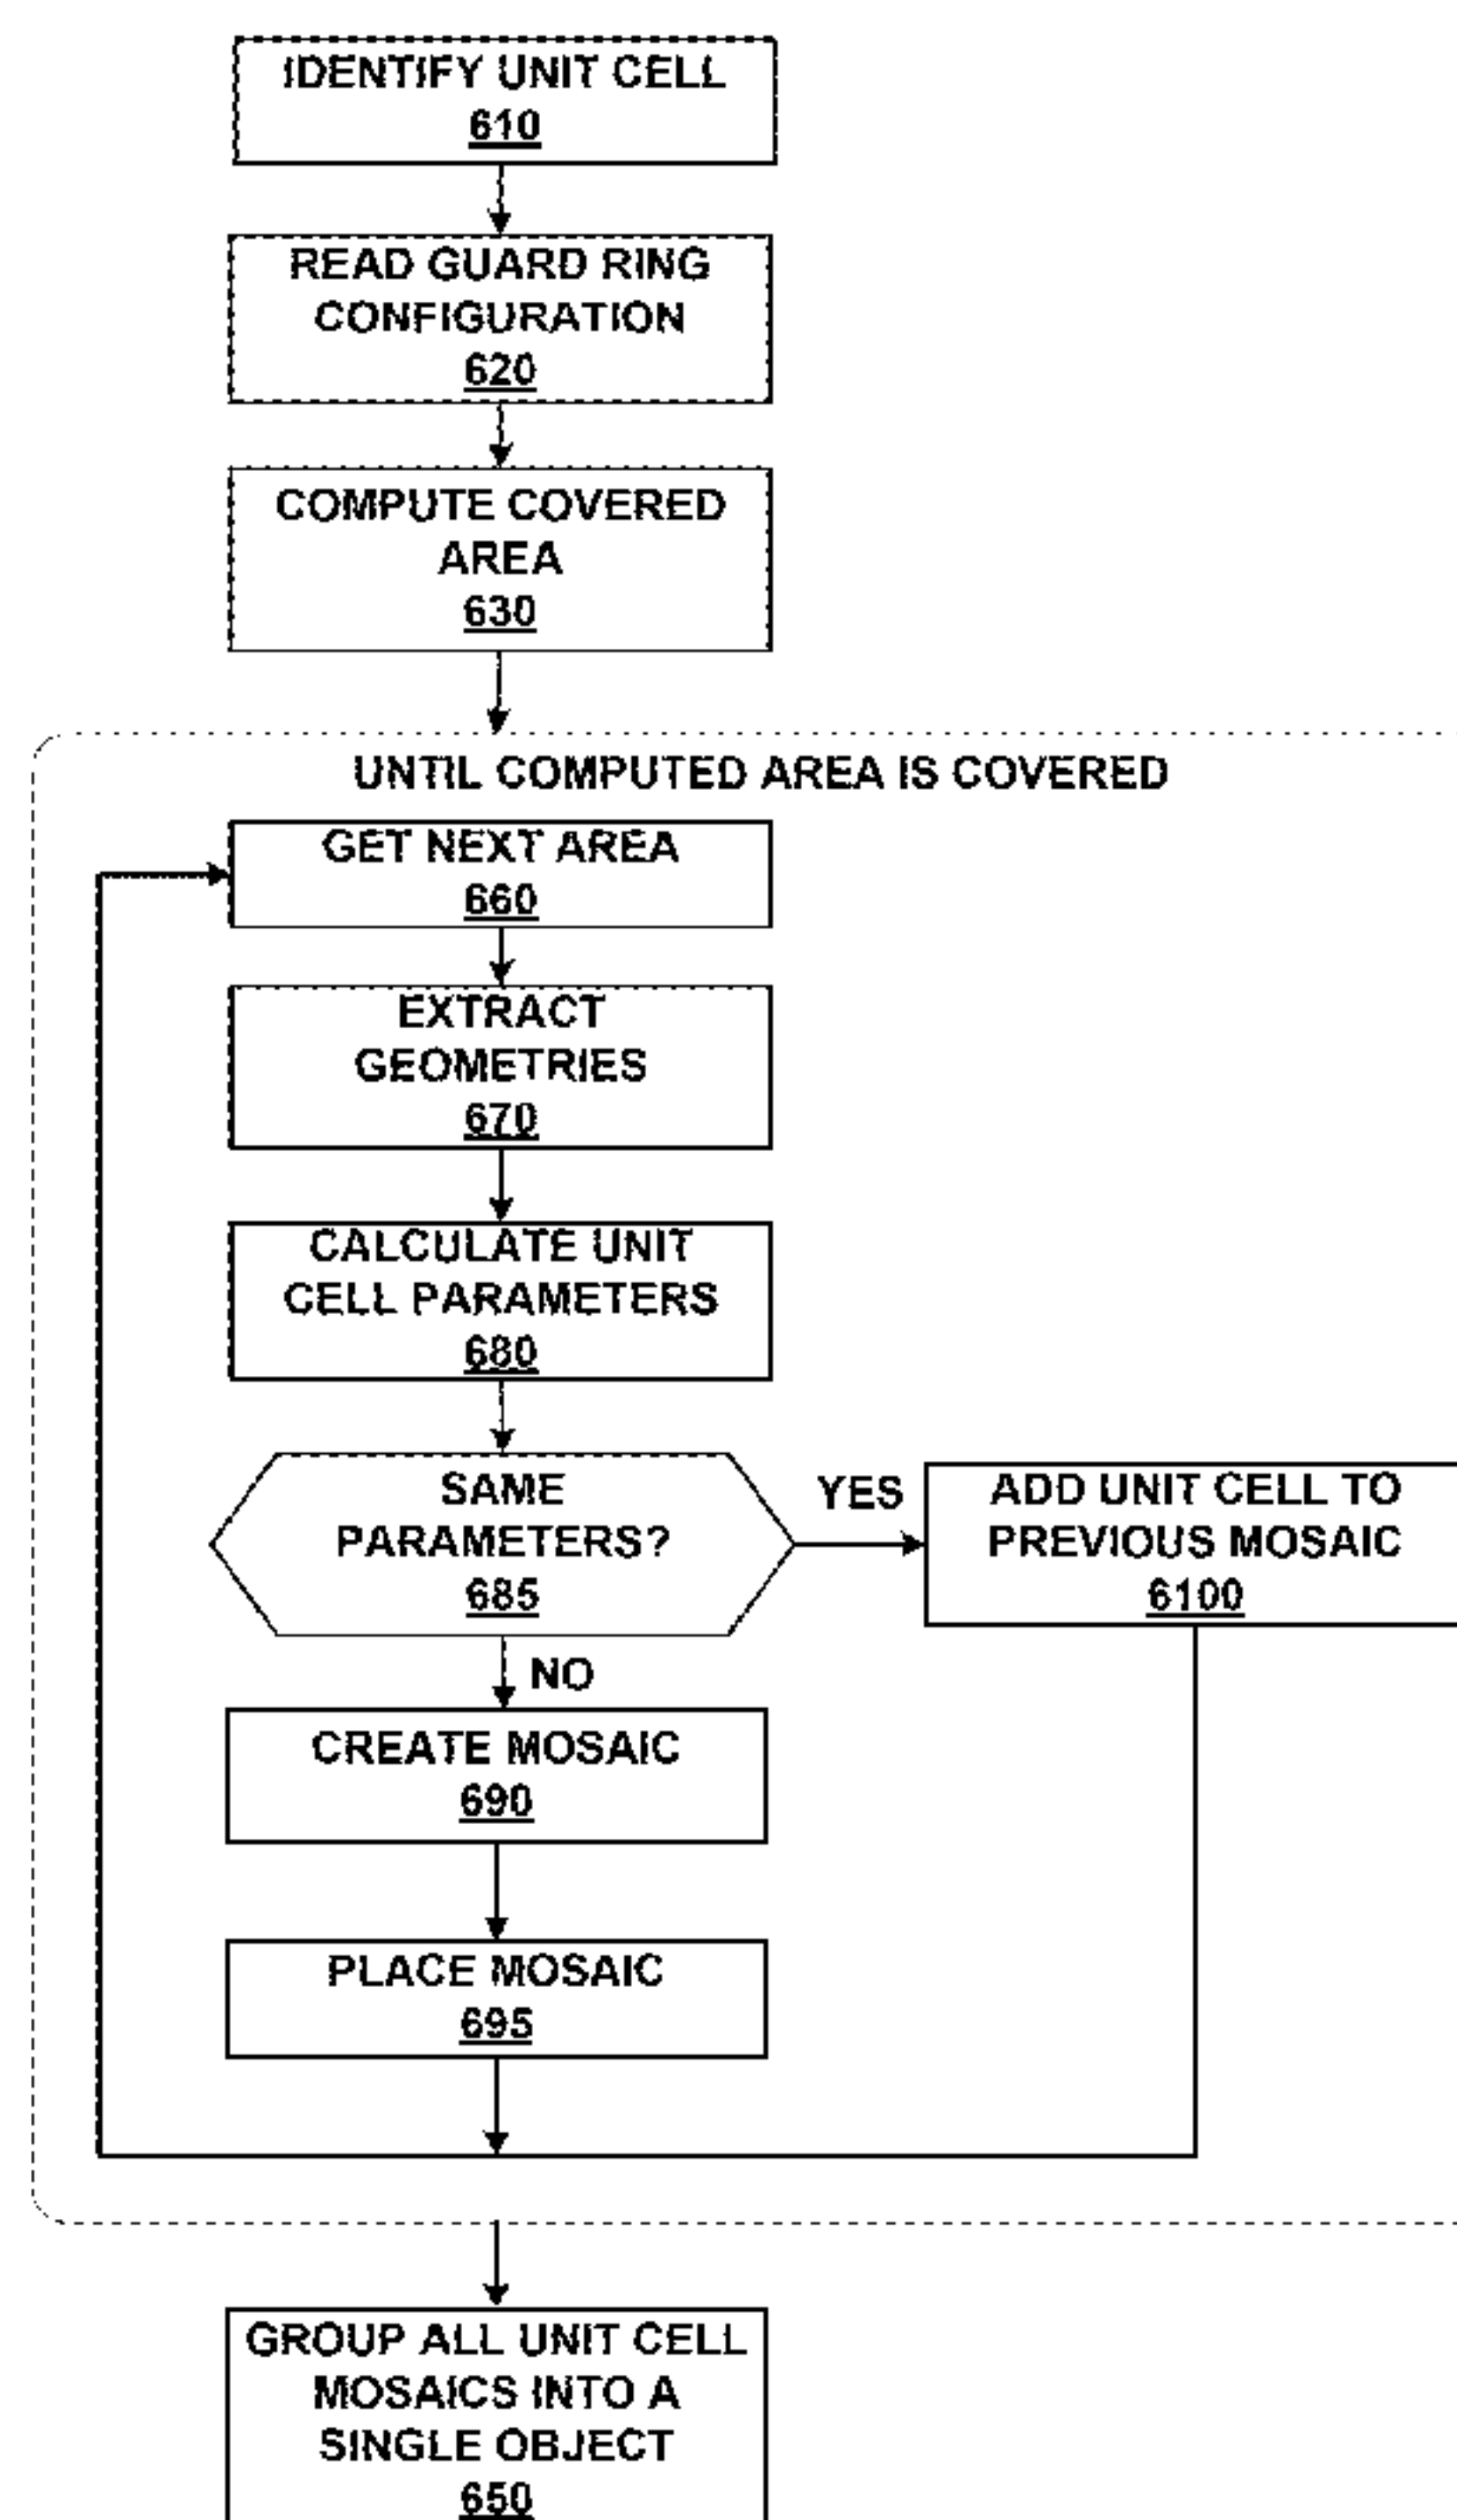 IDENTIFY UNIT CELL
610
READ GUARD RING
CONFIGURATION
620
COMPUTE COVERED
AREA
630
UNTIL COMPUTED AREA IS COVERED
GET NEXT AREA
660
EXTRACT
GEOMETRIES
670
CALCULATE UNIT
CELL PARAMETERS
680
SAME
PARAMETERS?
685
YES
ADD UNIT CELL TO
PREVIOUS MOSAIC
6100
NO
CREATE MOSAIC
690
PLACE MOSAIC
695
GROUP ALL UNIT CELL
MOSAICS INTO A
SINGLE OBJECT
650